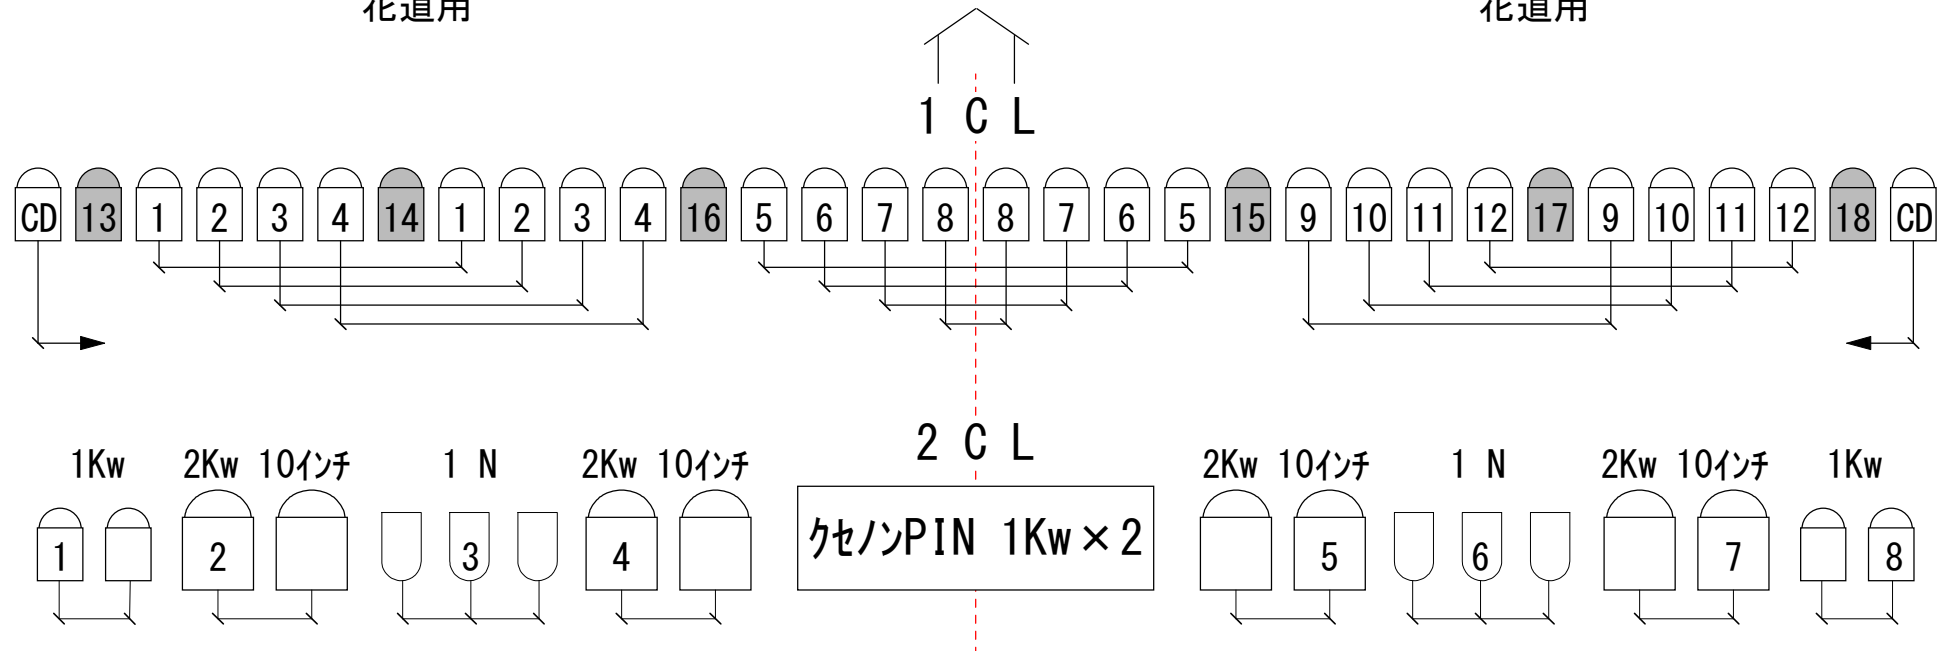 花道用 花道用
1 C L
CD 13 1 2 3 4 14 1 2 3 4 16 5 6 7 8 8 7 6 5 15 9 10 11 12 17 9 10 11 12 18 CD
2 C L
1Kw 2Kw 10インチ 1 N 2Kw 10インチ 2Kw 10インチ 1 N 2Kw 10インチ 1Kw
1 2 3 4 クセノンPIN 1Kw×2 5 6 7 8